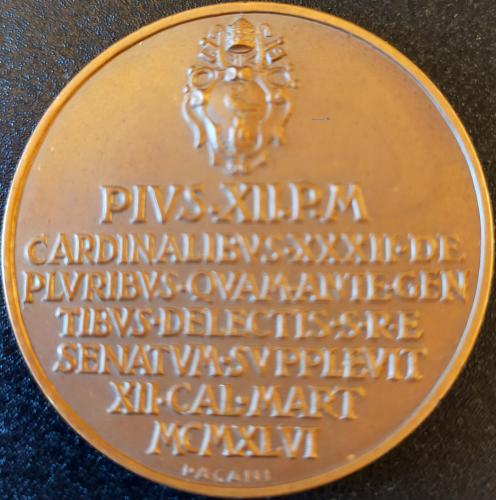 PIVS·XII·P·M
CARDINALIBVS·XXXII·DE
PLVRIBVS·QVAM·ANTE·GEN
TIBVS·DELECTIS·S·R·E
SENATVM·SVPPLEVIT
XII·CAL·MART
MCMXLVI
PAGANI